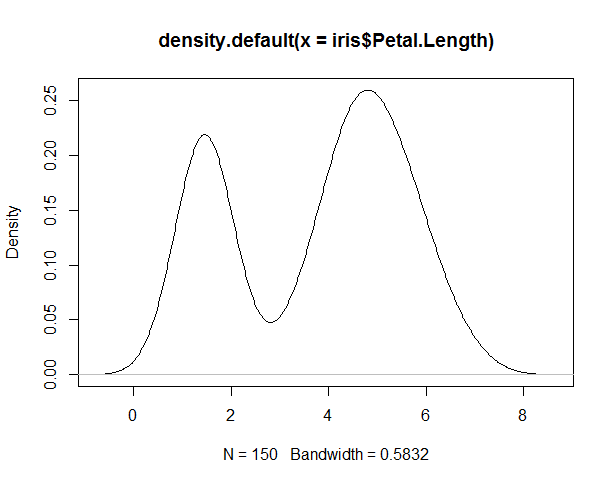 density.default(x = iris$Petal.Length)
Density
0.25
0.20
0.15
0.10
0.05
0.00
0 2 4 6 8
N = 150 Bandwidth = 0.5832